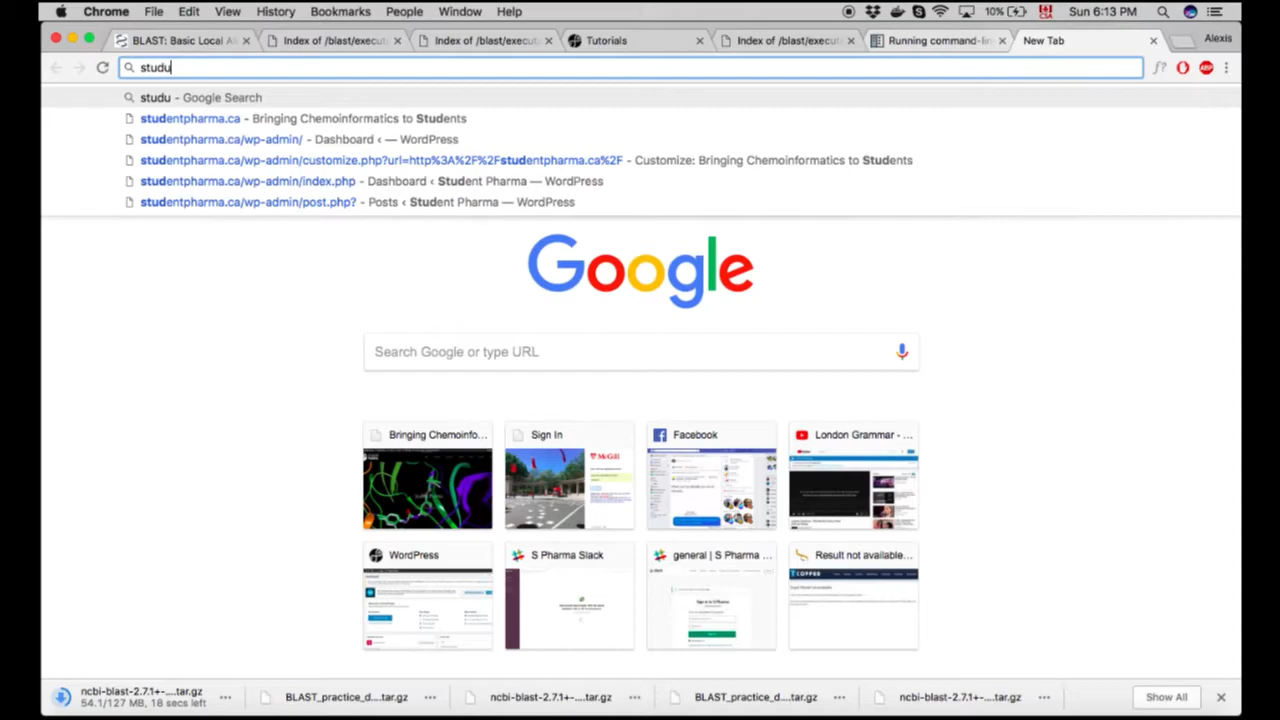 Chrome File Edit View History Bookmarks People Window Help 10% Sun 6:13 PM
BLAST: Basic Local Al Index of /blast/execut Index of /blast/execut Tutorials Index of /blast/execut Running command-lin New Tab Alexis
studu
f?
ABP
studu - Google Search
studentpharma.ca - Bringing Chemoinformatics to Students
studentpharma.ca/wp-admin/ - Dashboard ‹ — WordPress
studentpharma.ca/wp-admin/customize.php?url=http%3A%2F%2Fstudentpharma.ca%2F - Customize: Bringing Chemoinformatics to Students
studentpharma.ca/wp-admin/index.php - Dashboard ‹ Student Pharma — WordPress
studentpharma.ca/wp-admin/post.php? - Posts ‹ Student Pharma — WordPress
Google
Search Google or type URL
Bringing Chemoinfo... Sign In Facebook London Grammar - ...
McGill
WordPress S Pharma Slack general | S Pharma ... Result not available...
COFFEE
ncbi-blast-2.7.1+-....tar.gz BLAST_practice_d....tar.gz ncbi-blast-2.7.1+-....tar.gz BLAST_practice_d....tar.gz ncbi-blast-2.7.1+-....tar.gz Show All
54.1/127 MB, 18 secs left